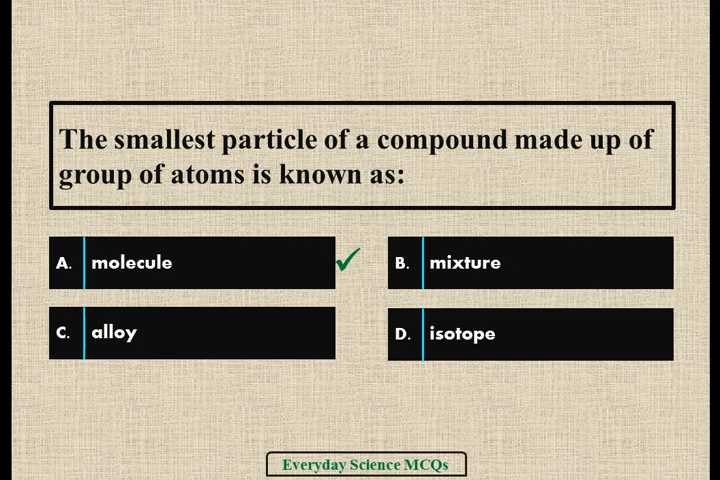 The smallest particle of a compound made up of
group of atoms is known as:
A. molecule
B. mixture
C. alloy
D. isotope
Everyday Science MCQs